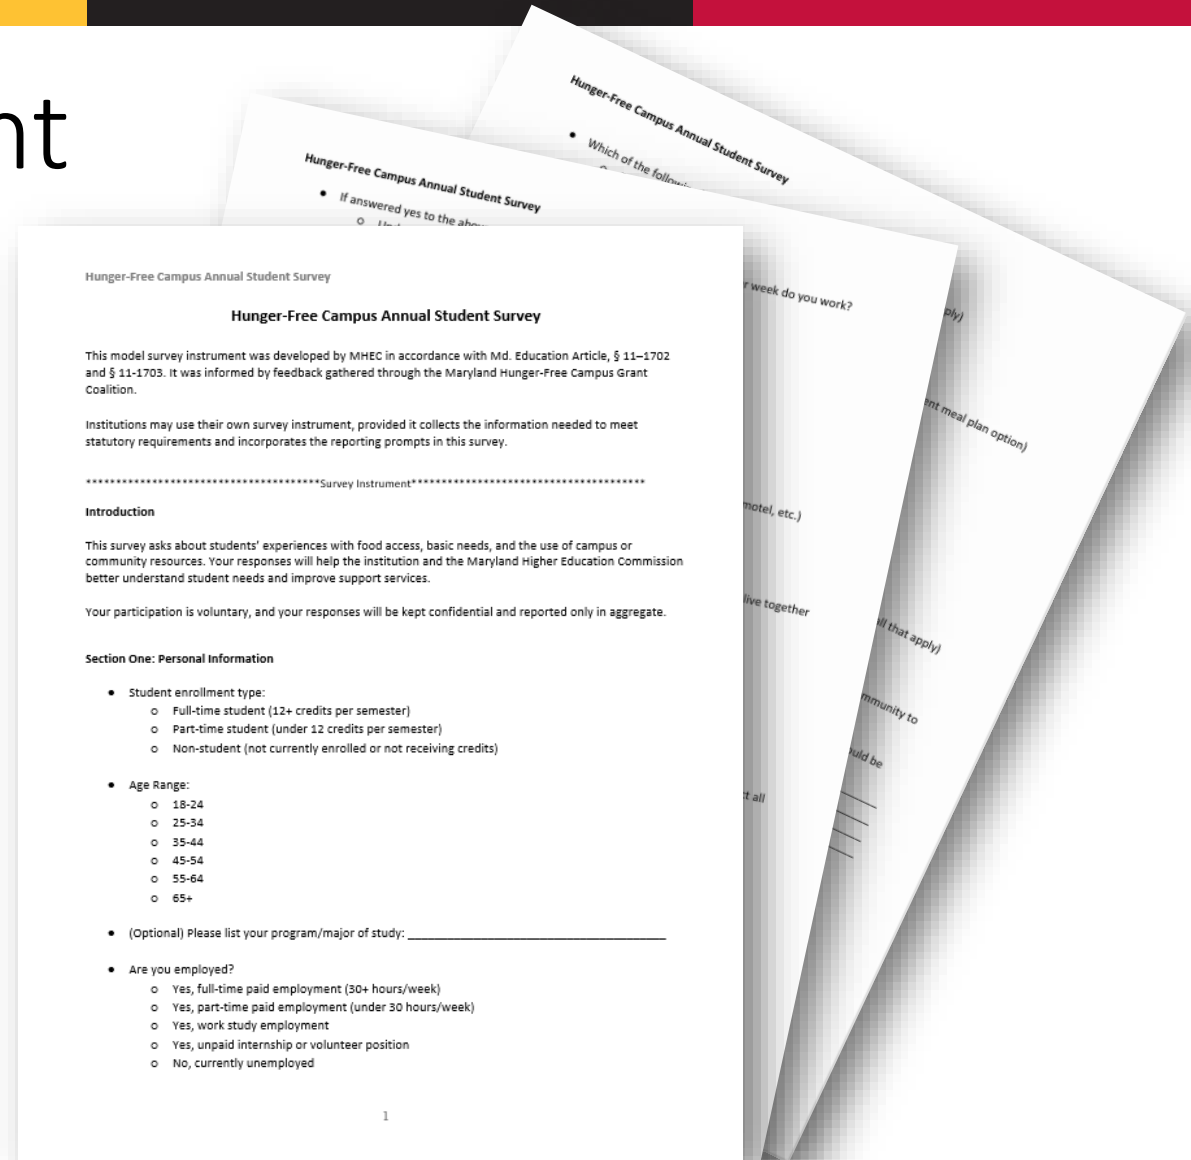 nt
Hunger-Free Campus Annual Student Survey
Which of the
Hunger-Free Campus Annual Student Survey
If answered yes to the
Hunger-Free Campus Annual Student Survey
Hunger-Free Campus Annual Student Survey
This model survey instrument was developed by MHEC in accordance with Md. Education Article, § 11–1702
and § 11-1703. It was informed by feedback gathered through the Maryland Hunger-Free Campus Grant
Coalition.
Institutions may use their own survey instrument, provided it collects the information needed to meet
statutory requirements and incorporates the reporting prompts in this survey.
***************************************Survey Instrument***************************************
Introduction
This survey asks about students' experiences with food access, basic needs, and the use of campus or
community resources. Your responses will help the institution and the Maryland Higher Education Commission
better understand student needs and improve support services.
Your participation is voluntary, and your responses will be kept confidential and reported only in aggregate.
Section One: Personal Information
● Student enrollment type:
o Full-time student (12+ credits per semester)
o Part-time student (under 12 credits per semester)
o Non-student (not currently enrolled or not receiving credits)
● Age Range:
o 18-24
o 25-34
o 35-44
o 45-54
o 55-64
o 65+
● (Optional) Please list your program/major of study: ______________________________________
● Are you employed?
o Yes, full-time paid employment (30+ hours/week)
o Yes, part-time paid employment (under 30 hours/week)
o Yes, work study employment
o Yes, unpaid internship or volunteer position
o No, currently unemployed
1
r week do you work?
motel, etc.)
live together
ct all
ply)
ent meal plan option)
all that apply)
mmunity to
ould be